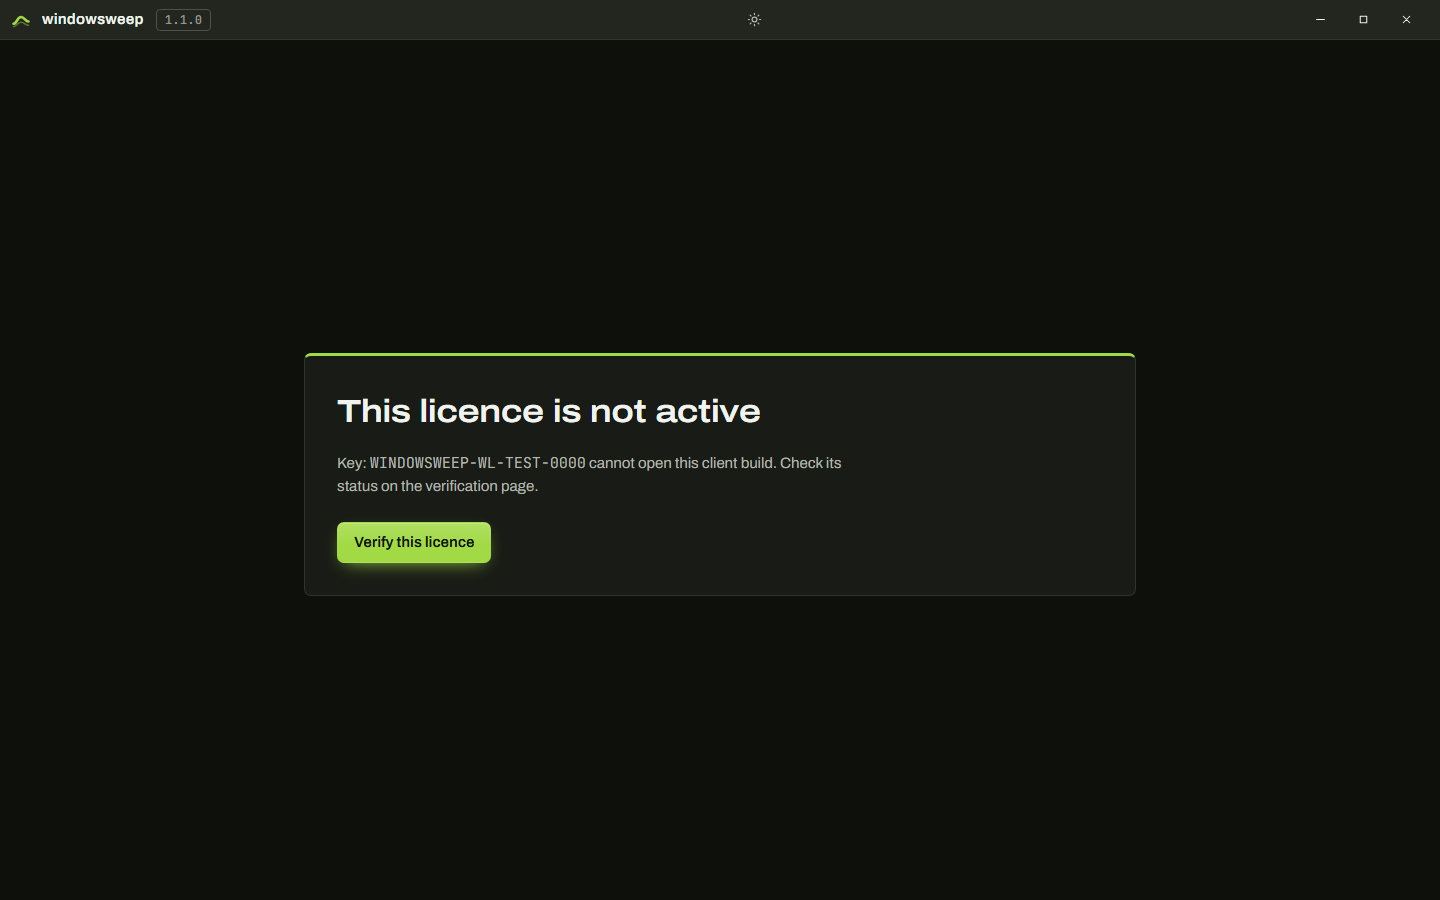 windowsweep 1.1.0
This licence is not active
Key: WINDOWSWEEP-WL-TEST-0000 cannot open this client build. Check its
status on the verification page.
Verify this licence